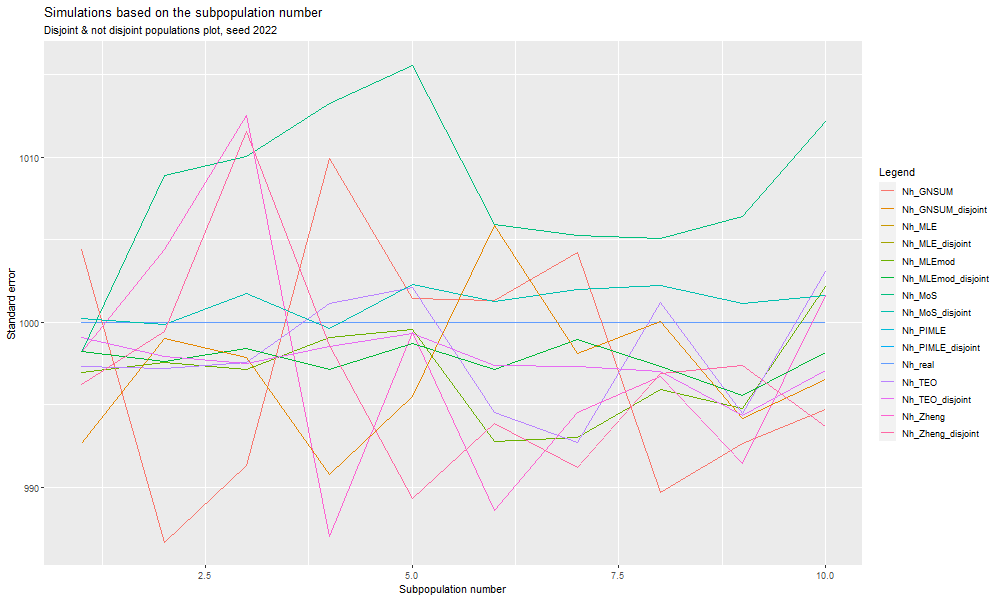 Simulations based on the subpopulation number
Disjoint & not disjoint populations plot, seed 2022
Standard error
1010
1000
990
2.5
5.0
7.5
10.0
Subpopulation number
Legend
Nh_GNSUM
Nh_GNSUM_disjoint
Nh_MLE
Nh_MLE_disjoint
Nh_MLEmod
Nh_MLEmod_disjoint
Nh_MoS
Nh_MoS_disjoint
Nh_PIMLE
Nh_PIMLE_disjoint
Nh_real
Nh_TEO
Nh_TEO_disjoint
Nh_Zheng
Nh_Zheng_disjoint